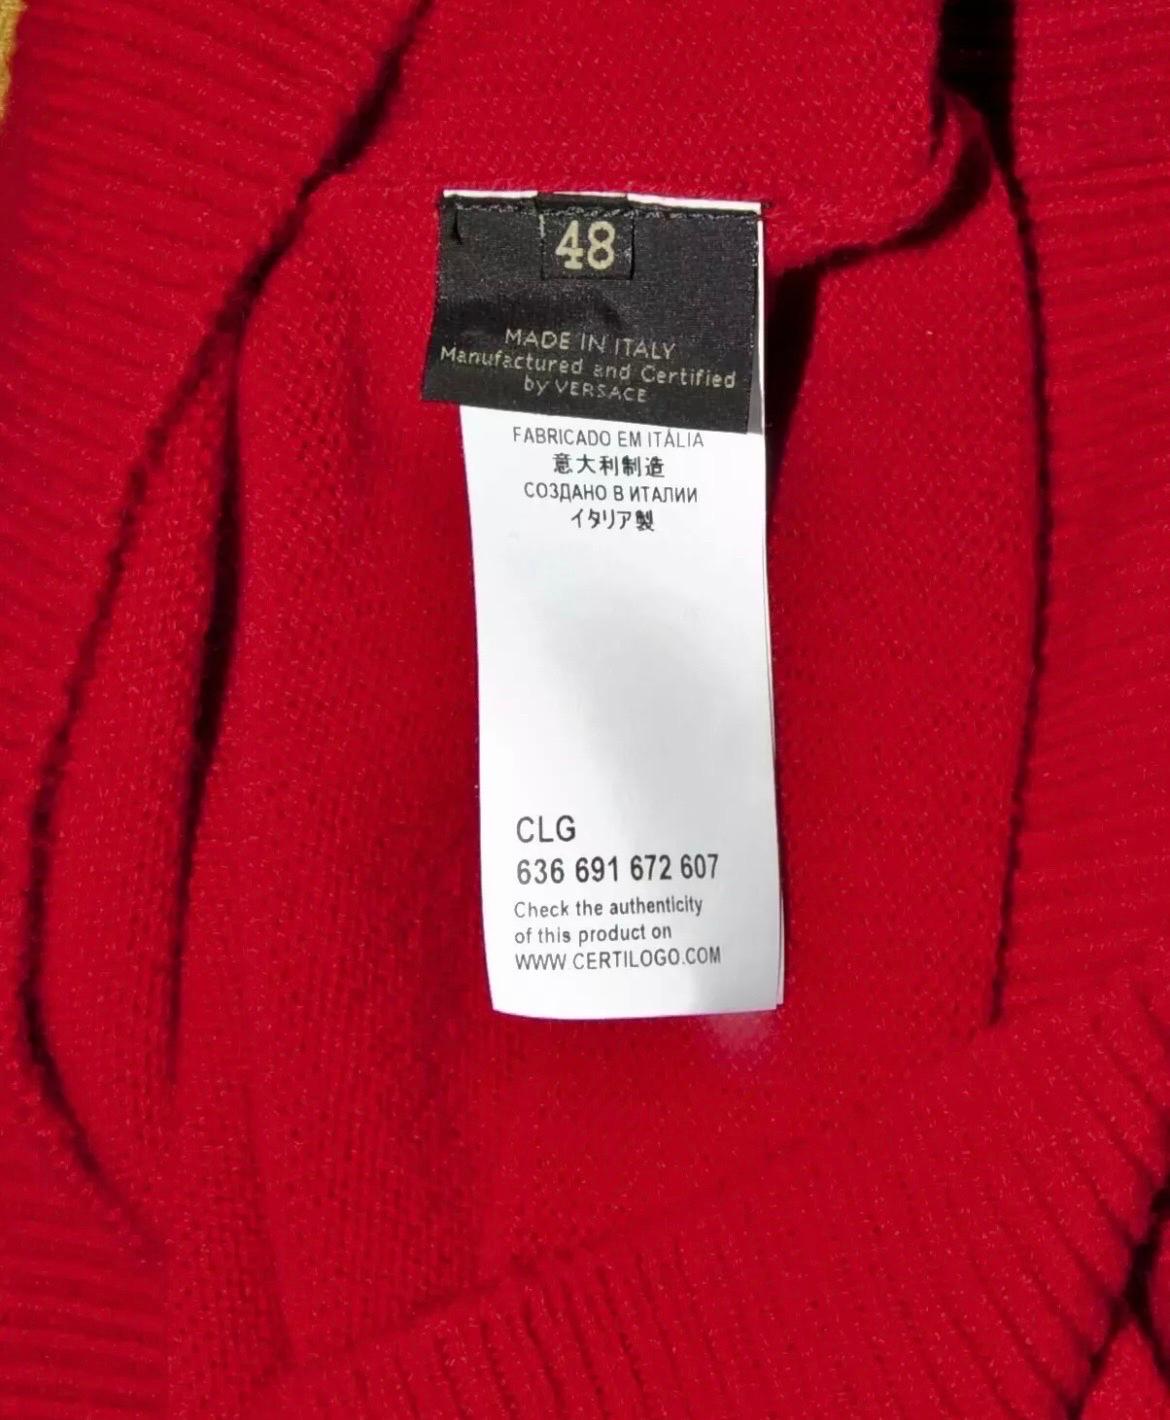 48
MADE IN ITALY
Manufactured and Certified
by VERSACE
FABRICADO EM ITÁLIA
意大利制造
СОЗДАНО В ИТАЛИИ
イタリア製
CLG
636 691 672 607
Check the authenticity
of this product on
WWW.CERTILOGO.COM